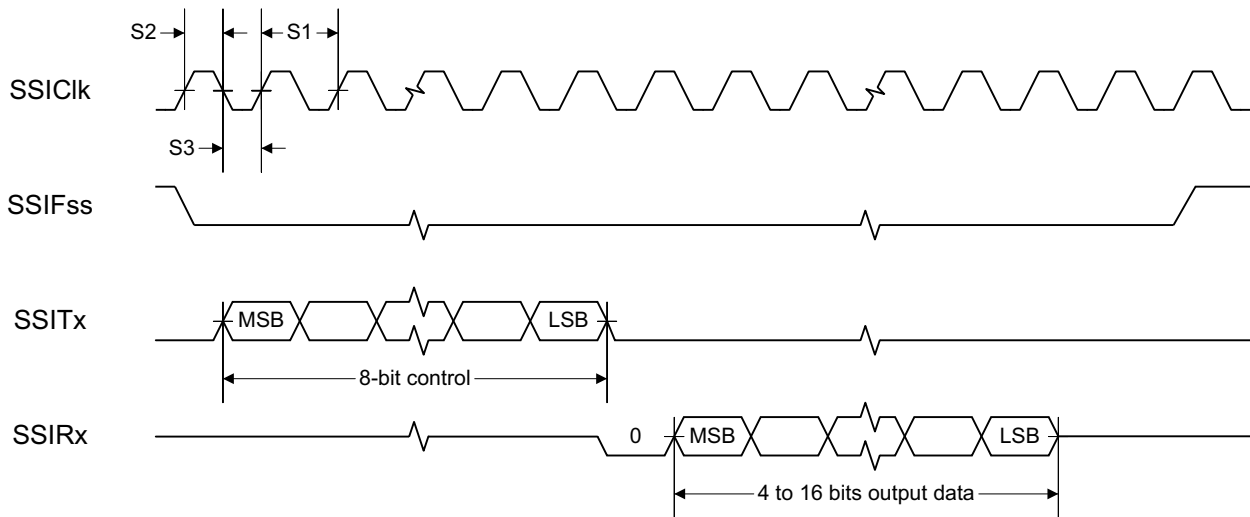 S2 S1
SSIClk
S3
SSIFss
SSITx MSB LSB
8-bit control
SSIRx 0 MSB LSB
4 to 16 bits output data